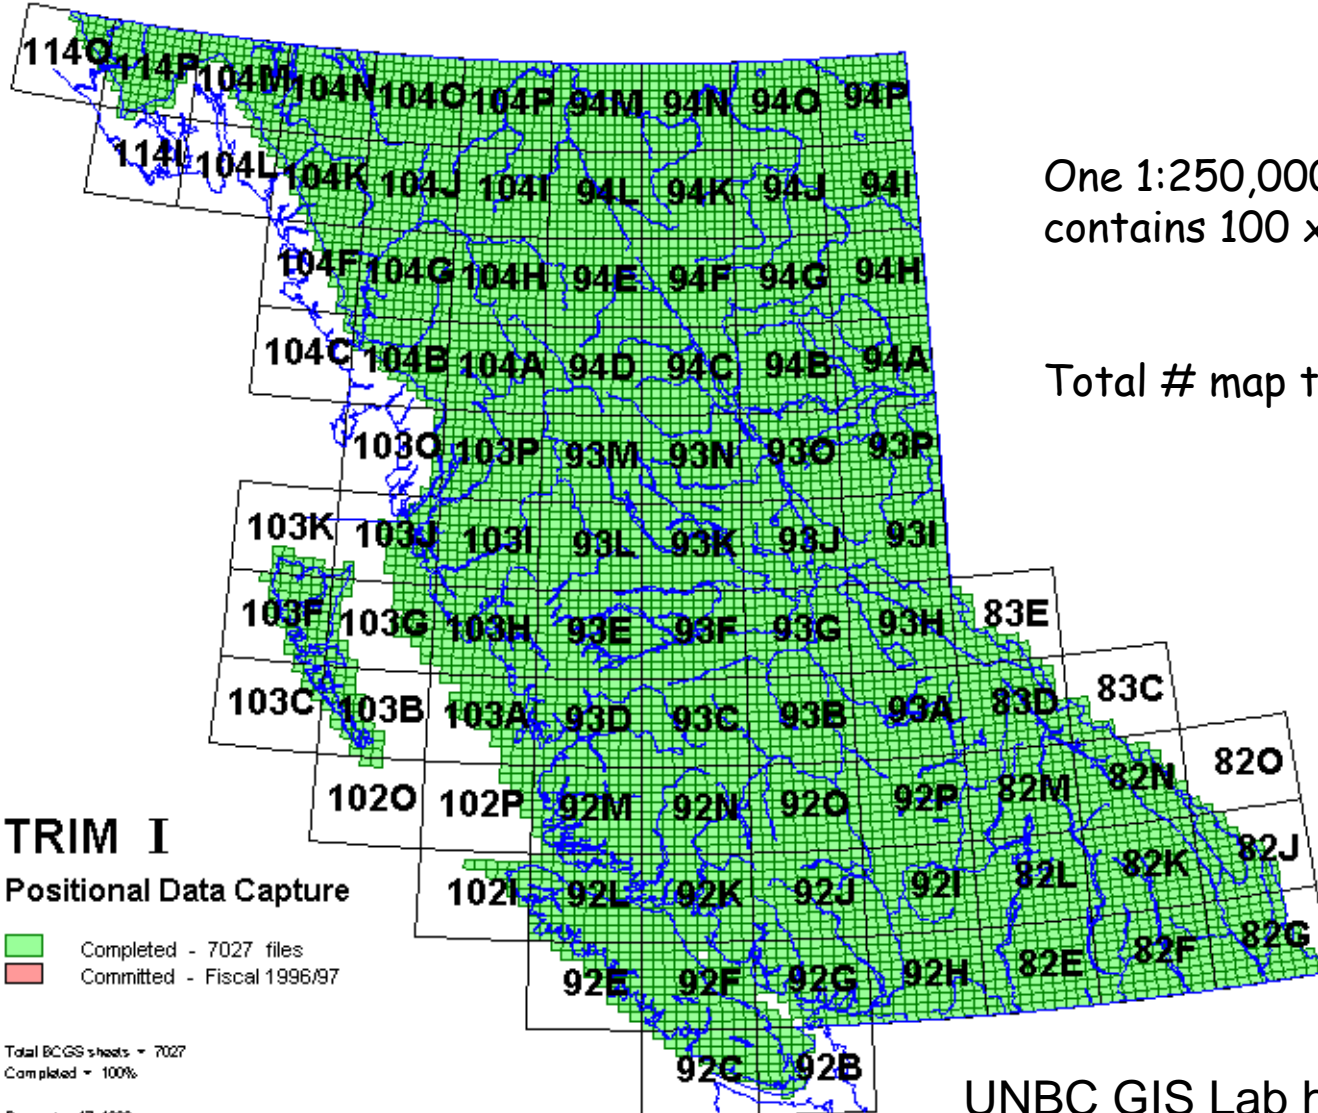 114O 114P 104M 104N 104O 104P 94M 94N 94O 94P
114I 104L 104K 104J 104I 94L 94K 94J 94I
One 1:250,000
contains 100 x
104F 104G 104H 94E 94F 94G 94H
104C 104B 104A 94D 94C 94B 94A
Total # map t
103O 103P 93M 93N 93O 93P
103K 103J 103I 93L 93K 93J 93I
103F 103G 103H 93E 93F 93G 93H 83E
103C 103B 103A 93D 93C 93B 93A 83D 83C
102O 102P 92M 92N 92O 92P 82M 82N 82O
102I 92L 92K 92J 92I 82L 82K 82J
92E 92F 92G 92H 82E 82F 82G
92C 92B
TRIM I
Positional Data Capture
Completed - 7027 files
Committed - Fiscal 1996/97
Total BCGS sheets = 7027
Completed = 100%
UNBC GIS Lab h